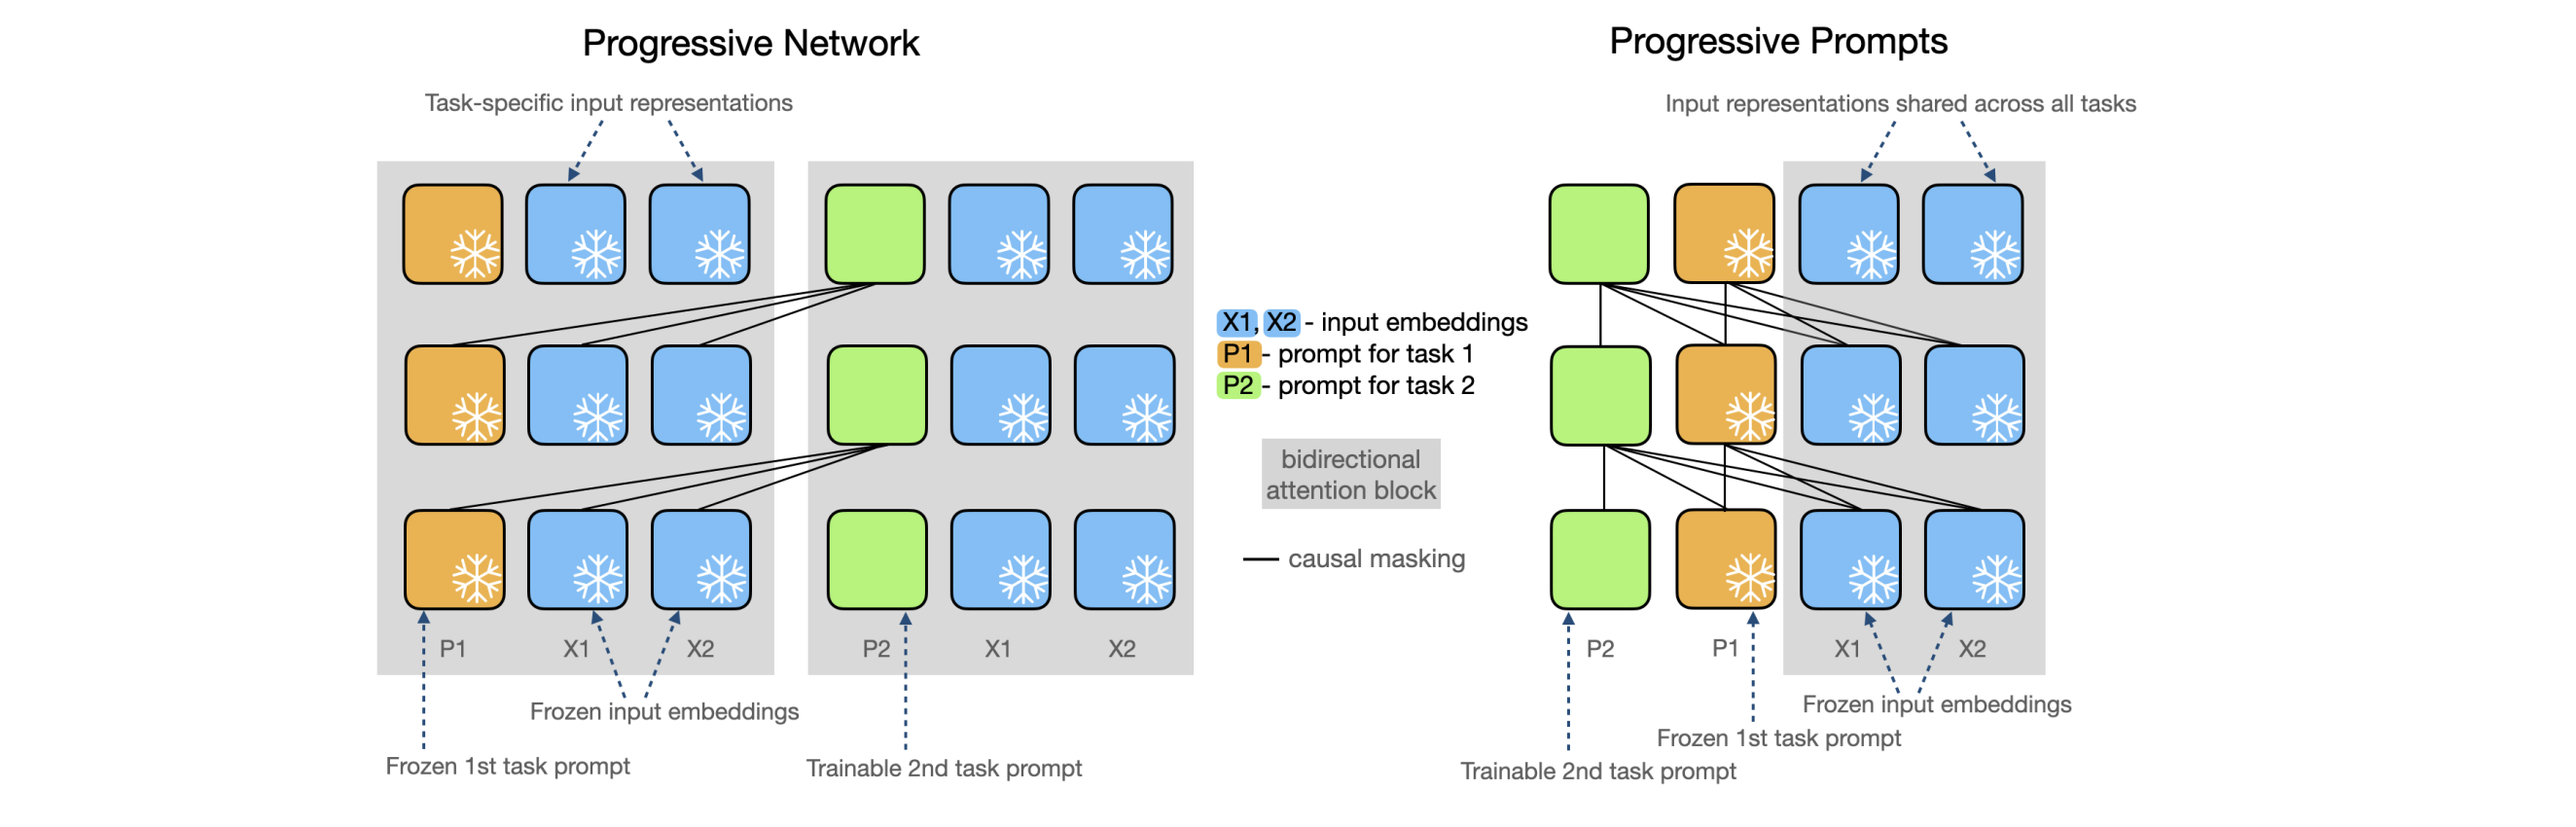 Progressive Network
Task-specific input representations
P1
X1
X2
P2
X1
X2
Frozen input embeddings
Frozen 1st task prompt
Trainable 2nd task prompt
X1, X2 - input embeddings
P1 - prompt for task 1
P2 - prompt for task 2
bidirectional
attention block
causal masking
Progressive Prompts
Input representations shared across all tasks
P2
P1
X1
X2
Frozen input embeddings
Frozen 1st task prompt
Trainable 2nd task prompt